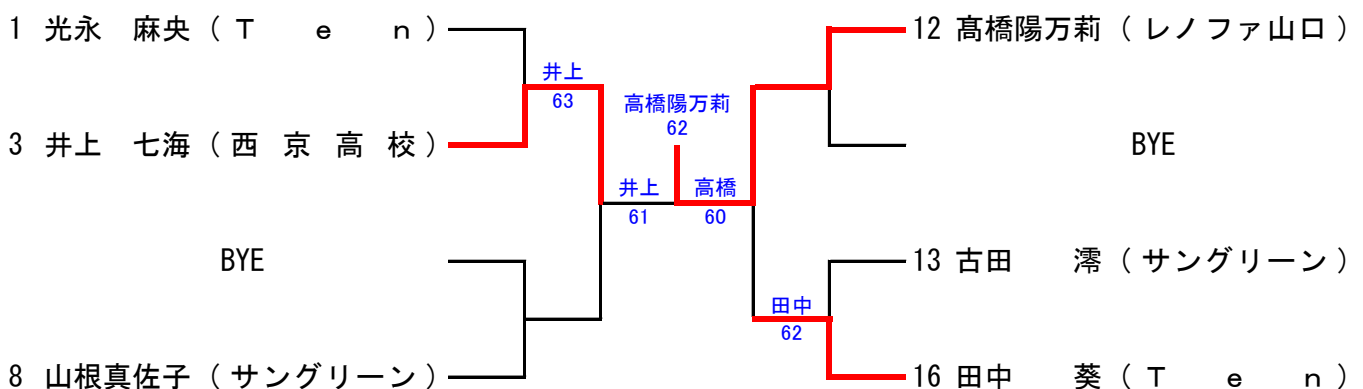 1 光永　麻央 ( Ｔ　ｅ　ｎ )
井上
63
3 井上　七海 ( 西 京 高 校 )
井上
61
BYE
8 山根真佐子 ( サングリーン )
高橋陽万莉
62
高橋
60
12 髙橋陽万莉 ( レノファ山口 )
BYE
13 古田　澪 ( サングリーン )
田中
62
16 田中　葵 ( Ｔ　ｅ　ｎ )